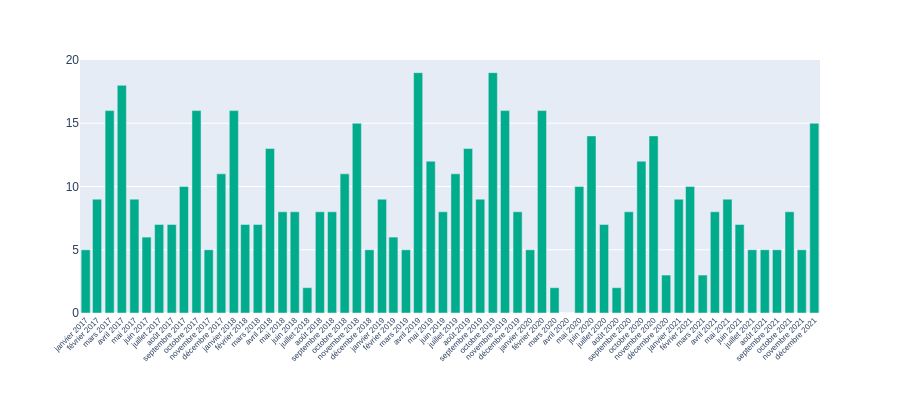 20
15
10
5
0
janvier 2017
février 2017
mars 2017
avril 2017
mai 2017
juin 2017
juillet 2017
août 2017
septembre 2017
octobre 2017
novembre 2017
décembre 2017
janvier 2018
février 2018
mars 2018
avril 2018
mai 2018
juin 2018
juillet 2018
août 2018
septembre 2018
octobre 2018
novembre 2018
décembre 2018
janvier 2019
février 2019
mars 2019
avril 2019
mai 2019
juin 2019
juillet 2019
août 2019
septembre 2019
octobre 2019
novembre 2019
décembre 2019
janvier 2020
février 2020
mars 2020
avril 2020
mai 2020
juin 2020
juillet 2020
août 2020
septembre 2020
octobre 2020
novembre 2020
décembre 2020
janvier 2021
février 2021
mars 2021
avril 2021
mai 2021
juin 2021
juillet 2021
août 2021
septembre 2021
octobre 2021
novembre 2021
décembre 2021